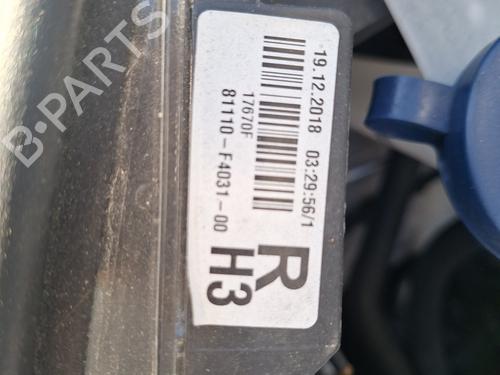 19.12.2018 03:29:56/1
17670F
81110-F4031-00
R
H3
B-PARTS